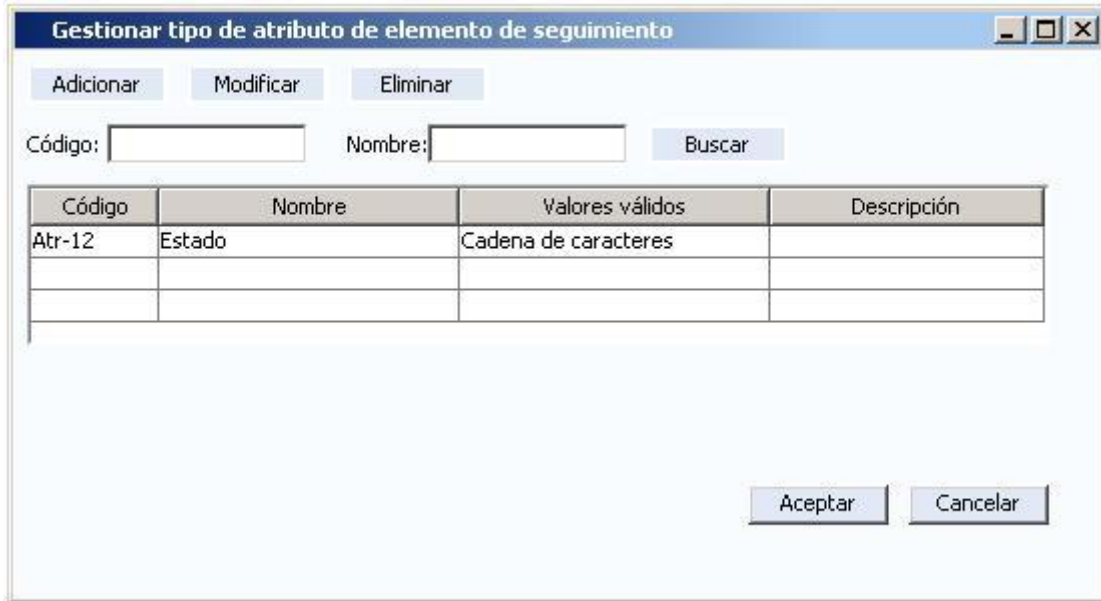 Gestionar tipo de atributo de elemento de seguimiento
Adicionar Modificar Eliminar
Código: Nombre: Buscar
Código Nombre Valores válidos Descripción
Atr-12 Estado Cadena de caracteres
Aceptar Cancelar